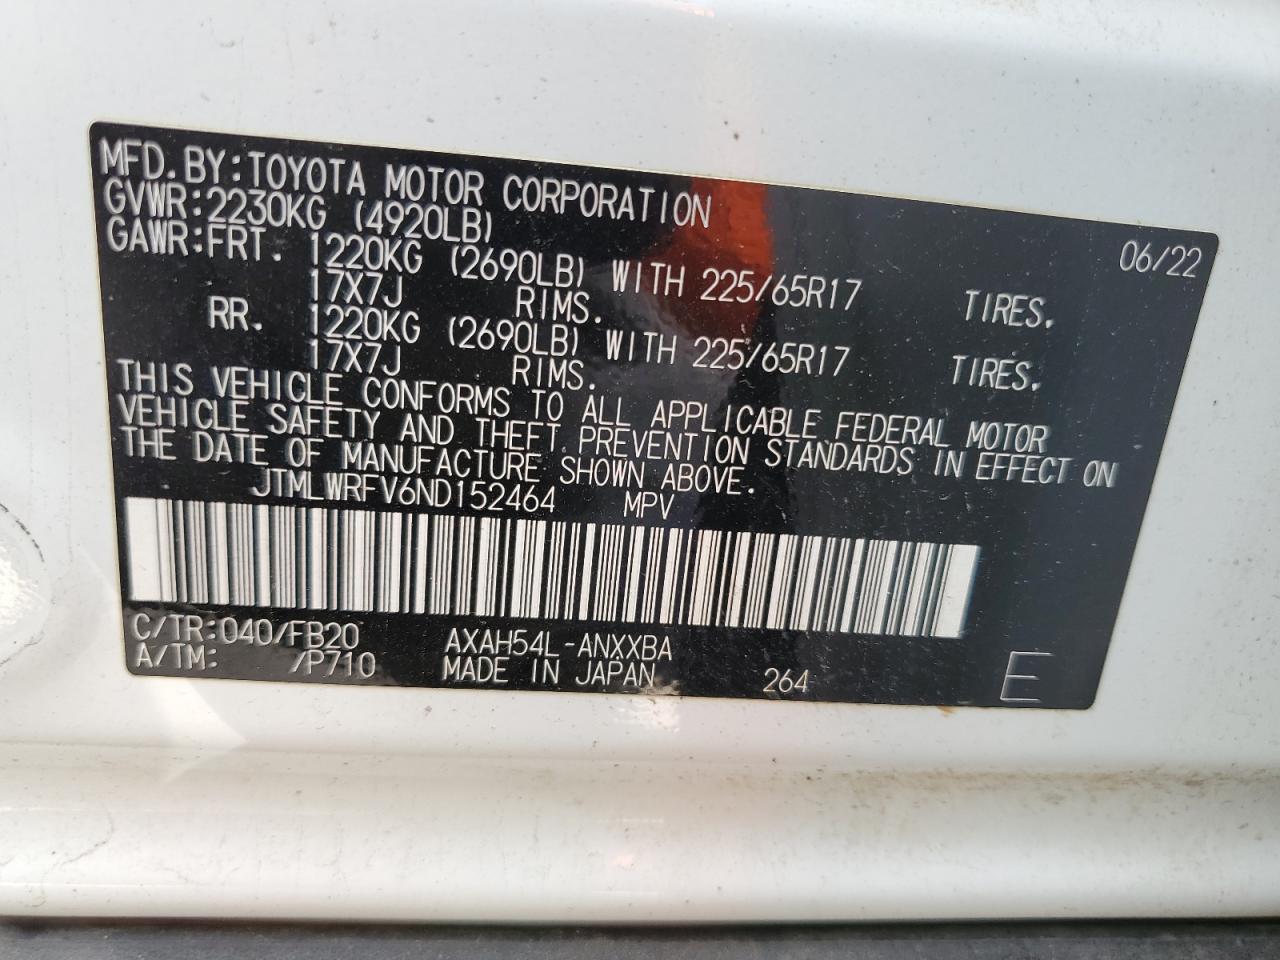 MFD.BY:TOYOTA MOTOR CORPORATION 06/22
GVWR:2230KG (4920LB)
GAWR:FRT. 1220KG (2690LB) WITH 225/65R17 TIRES,
17X7J RIMS.
RR. 1220KG (2690LB) WITH 225/65R17 TIRES,
17X7J RIMS.
THIS VEHICLE CONFORMS TO ALL APPLICABLE FEDERAL MOTOR
VEHICLE SAFETY AND THEFT PREVENTION STANDARDS IN EFFECT ON
THE DATE OF MANUFACTURE SHOWN ABOVE.
JTMLWRFV6ND152464 MPV
C/TR:040/FB20 AXAH54L-ANXXBA
A/TM: /P710 MADE IN JAPAN 264 E